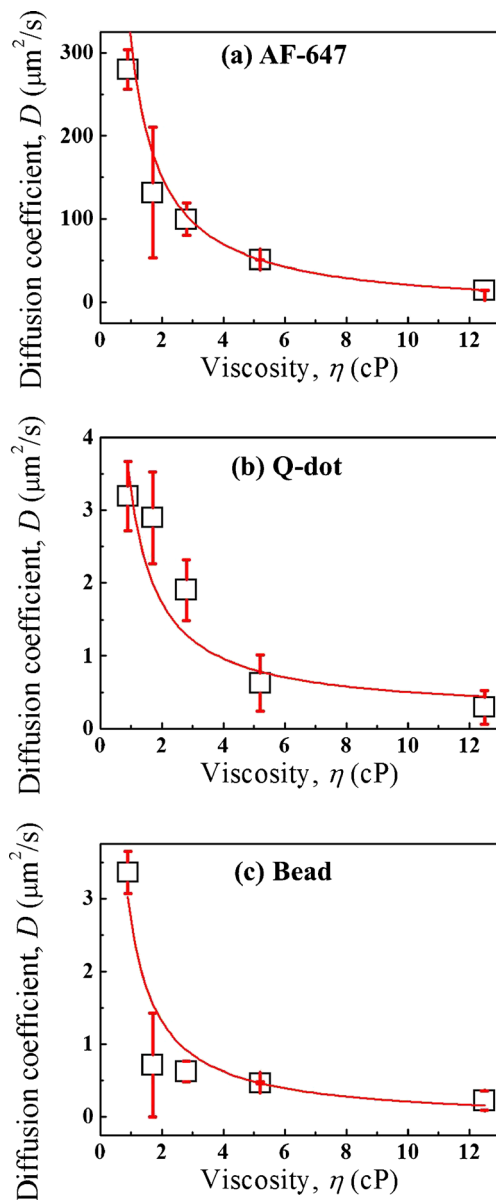 (a) AF-647
Diffusion coefficient, D (μm²/s)
300
200
100
0
0 2 4 6 8 10 12
Viscosity, η (cP)
(b) Q-dot
Diffusion coefficient, D (μm²/s)
4
3
2
1
0
0 2 4 6 8 10 12
Viscosity, η (cP)
(c) Bead
Diffusion coefficient, D (μm²/s)
3
2
1
0
0 2 4 6 8 10 12
Viscosity, η (cP)